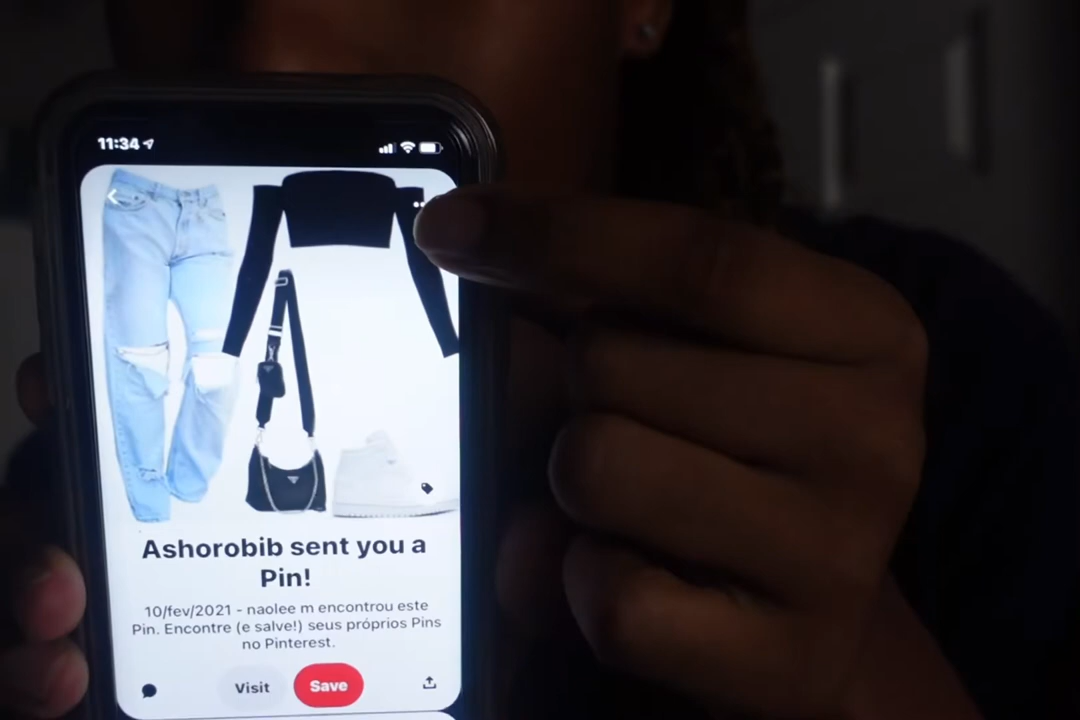 11:34
Ashorobib sent you a
Pin!
10/fev/2021 - naolee m encontrou este
Pin. Encontre (e salve!) seus próprios Pins
no Pinterest.
Visit
Save